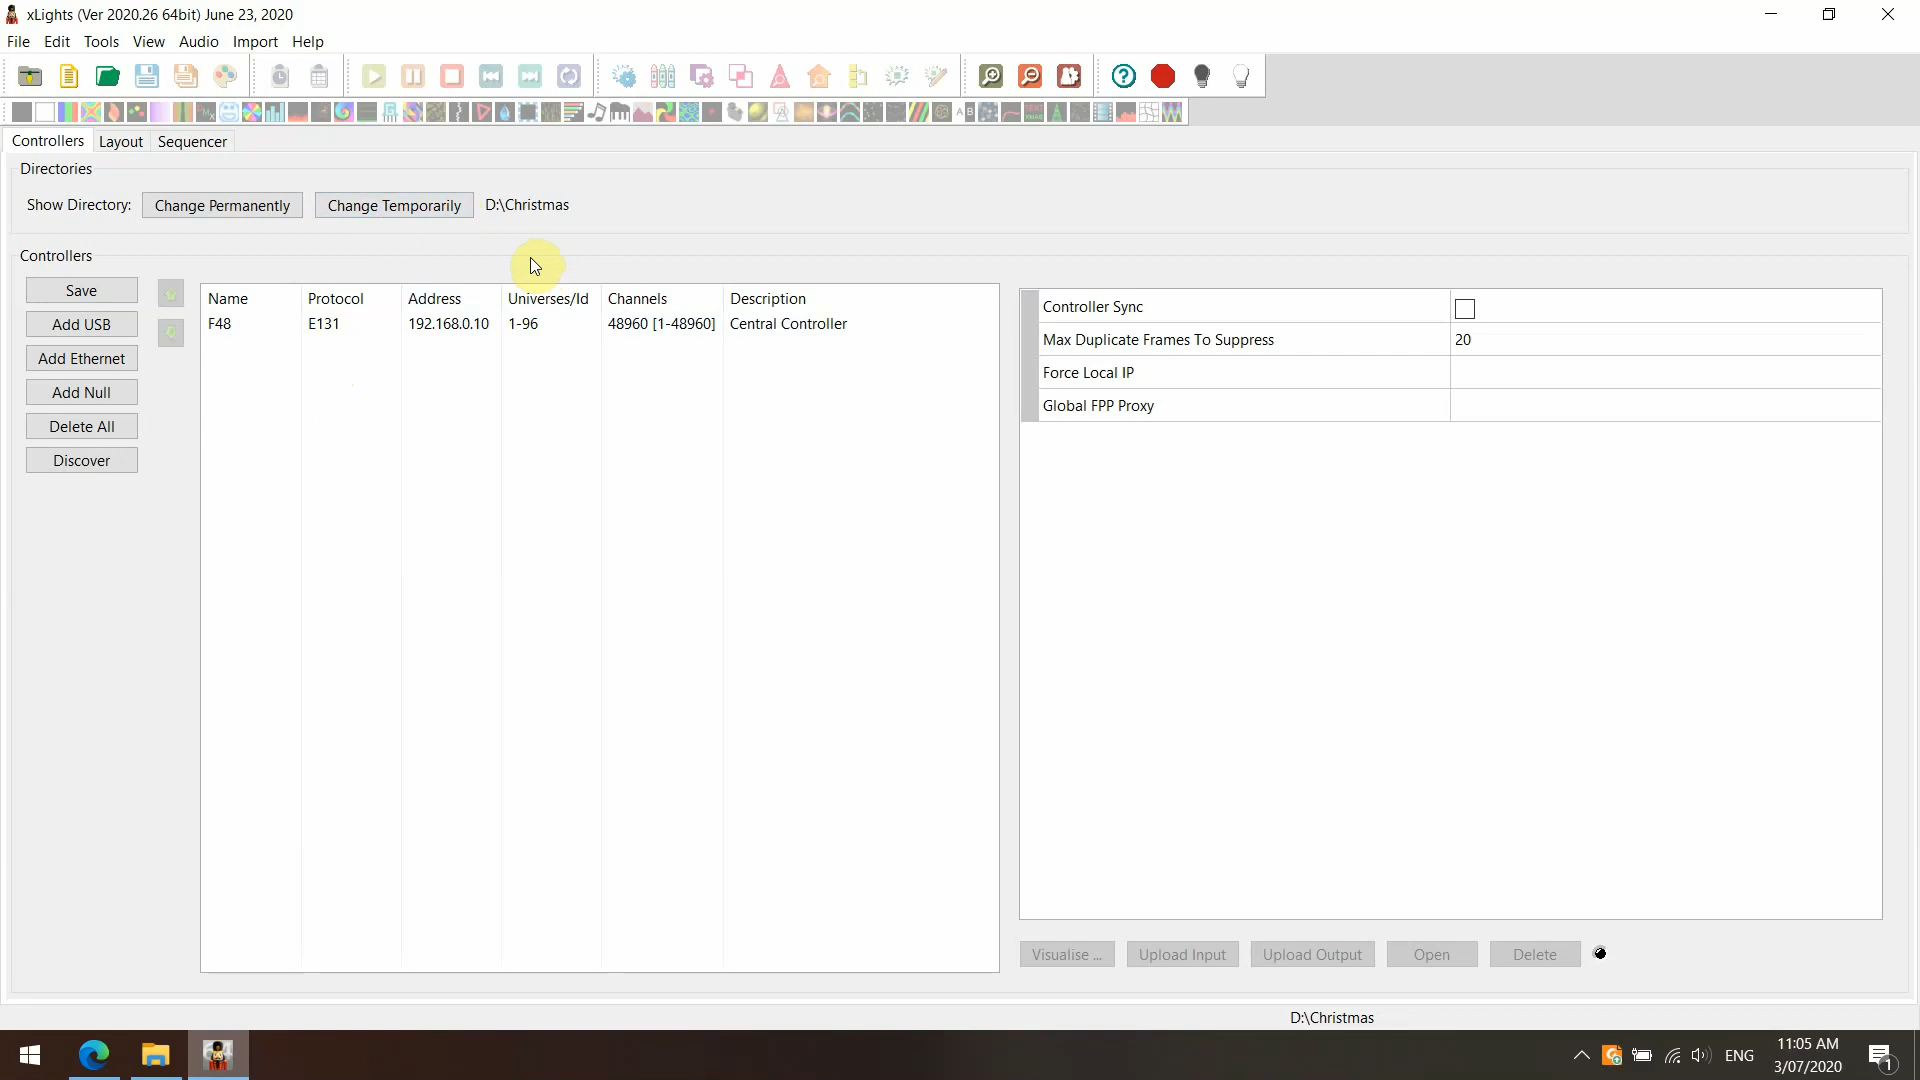 xLights (Ver 2020.26 64bit) June 23, 2020
File Edit Tools View Audio Import Help
Controllers Layout Sequencer
Directories
Show Directory: Change Permanently Change Temporarily D:\Christmas
Controllers
Save
Add USB
Add Ethernet
Add Null
Delete All
Discover
Name Protocol Address Universes/Id Channels Description
F48 E131 192.168.0.10 1-96 48960 [1-48960] Central Controller
Controller Sync
Max Duplicate Frames To Suppress 20
Force Local IP
Global FPP Proxy
Visualise ... Upload Input Upload Output Open Delete
D:\Christmas
ENG
11:05 AM
3/07/2020
1